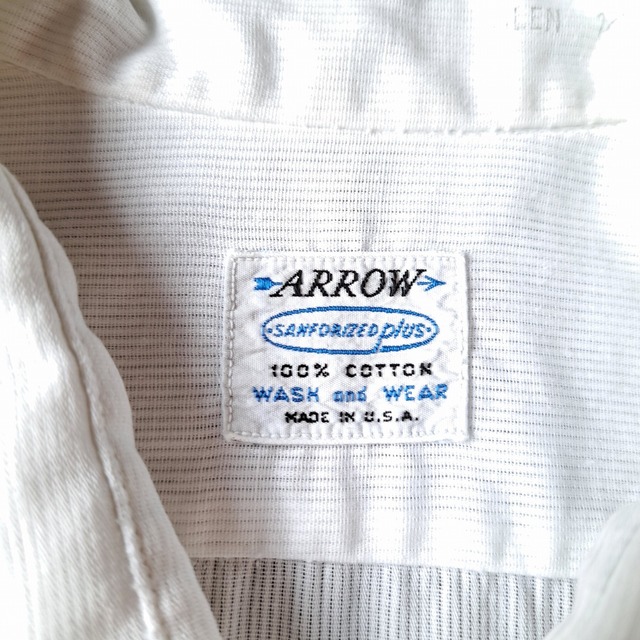 ARROW
SANFORIZED plus
100% COTTON
WASH and WEAR
MADE IN U.S.A.